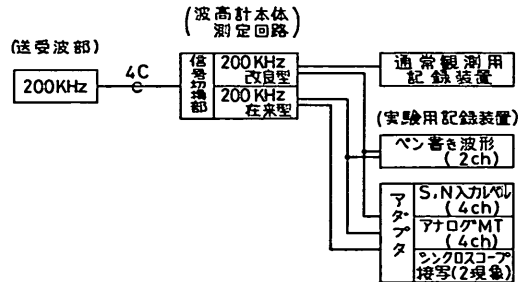 (送受波部)
200KHz
4C
(波高計本体
測定回路)
信号切換部
200KHz
改良型
200KHz
在来型
通常観測用
記録装置
(実験用記録装置)
ペン書き波形
(2ch)
アダプタ
S,N入力レベル
(4ch)
アナログMT
(4ch)
シンクロスコープ
接写(2現象)